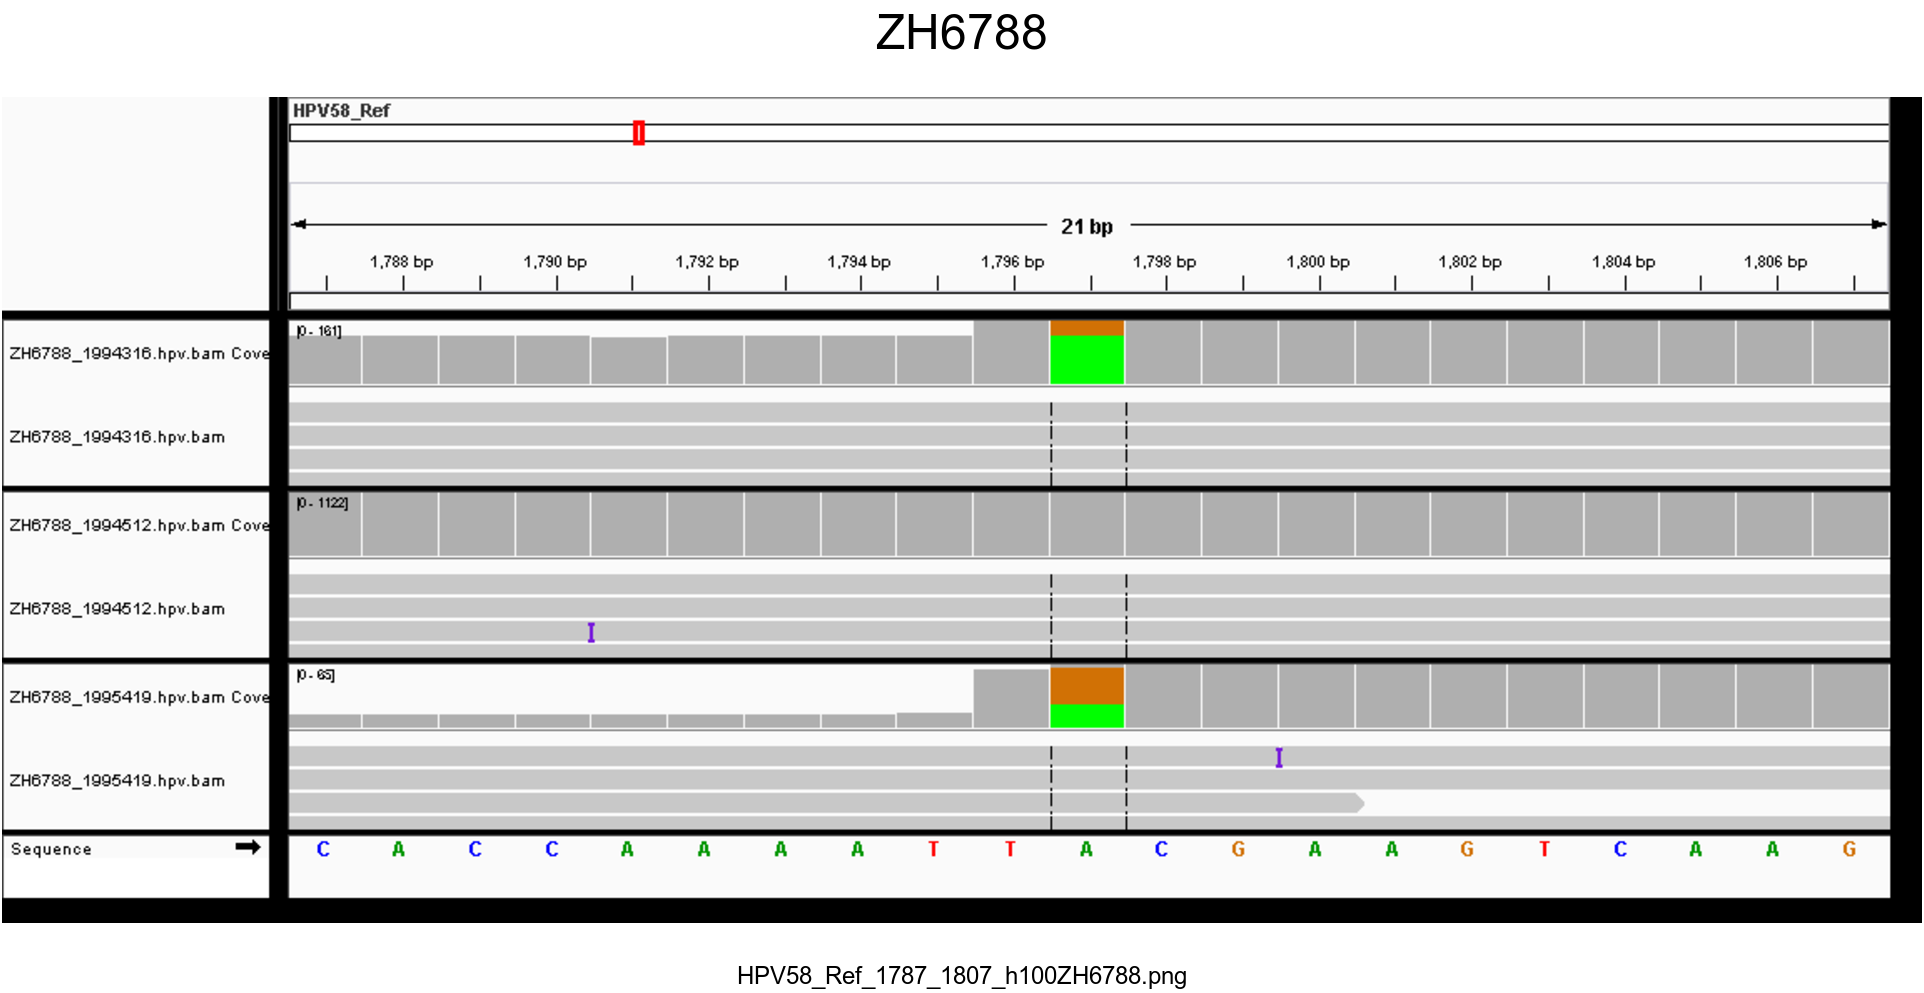 ZH6788
HPV58_Ref
21 bp
1,788 bp 1,790 bp 1,792 bp 1,794 bp 1,796 bp 1,798 bp 1,800 bp 1,802 bp 1,804 bp 1,806 bp
[0 - 161]
ZH6788_1994316.hpv.bam Cove
ZH6788_1994316.hpv.bam
[0 - 1122]
ZH6788_1994512.hpv.bam Cove
ZH6788_1994512.hpv.bam
[0 - 65]
ZH6788_1995419.hpv.bam Cove
ZH6788_1995419.hpv.bam
Sequence C A C C A A A A T T A C G A A G T C A A G
HPV58_Ref_1787_1807_h100ZH6788.png